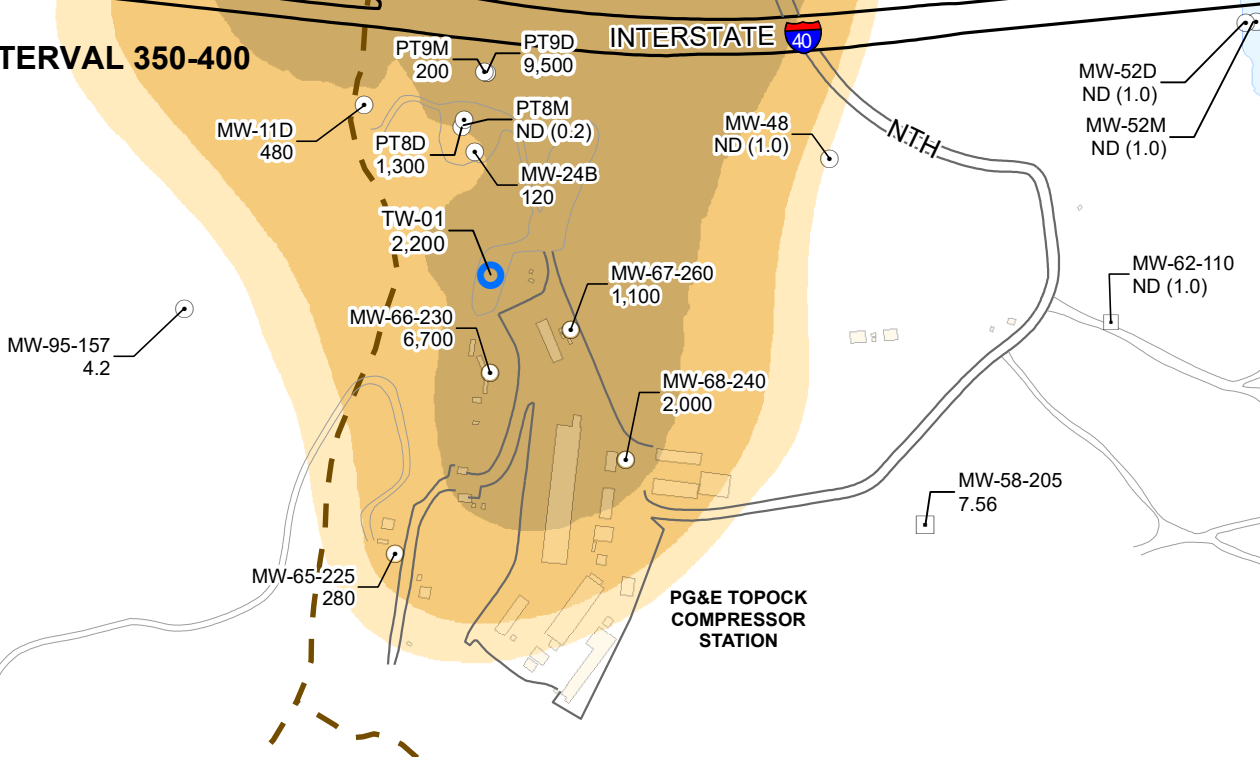 INTERSTATE
40
TERVAL 350-400
PT9M
200
PT9D
9,500
MW-52D
ND (1.0)
MW-52M
ND (1.0)
MW-11D
480
PT8M
ND (0.2)
PT8D
1,300
MW-48
ND (1.0)
N.T.H
MW-24B
120
TW-01
2,200
MW-67-260
1,100
MW-62-110
ND (1.0)
MW-66-230
6,700
MW-95-157
4.2
MW-68-240
2,000
MW-58-205
7.56
MW-65-225
280
PG&E TOPOCK
COMPRESSOR
STATION